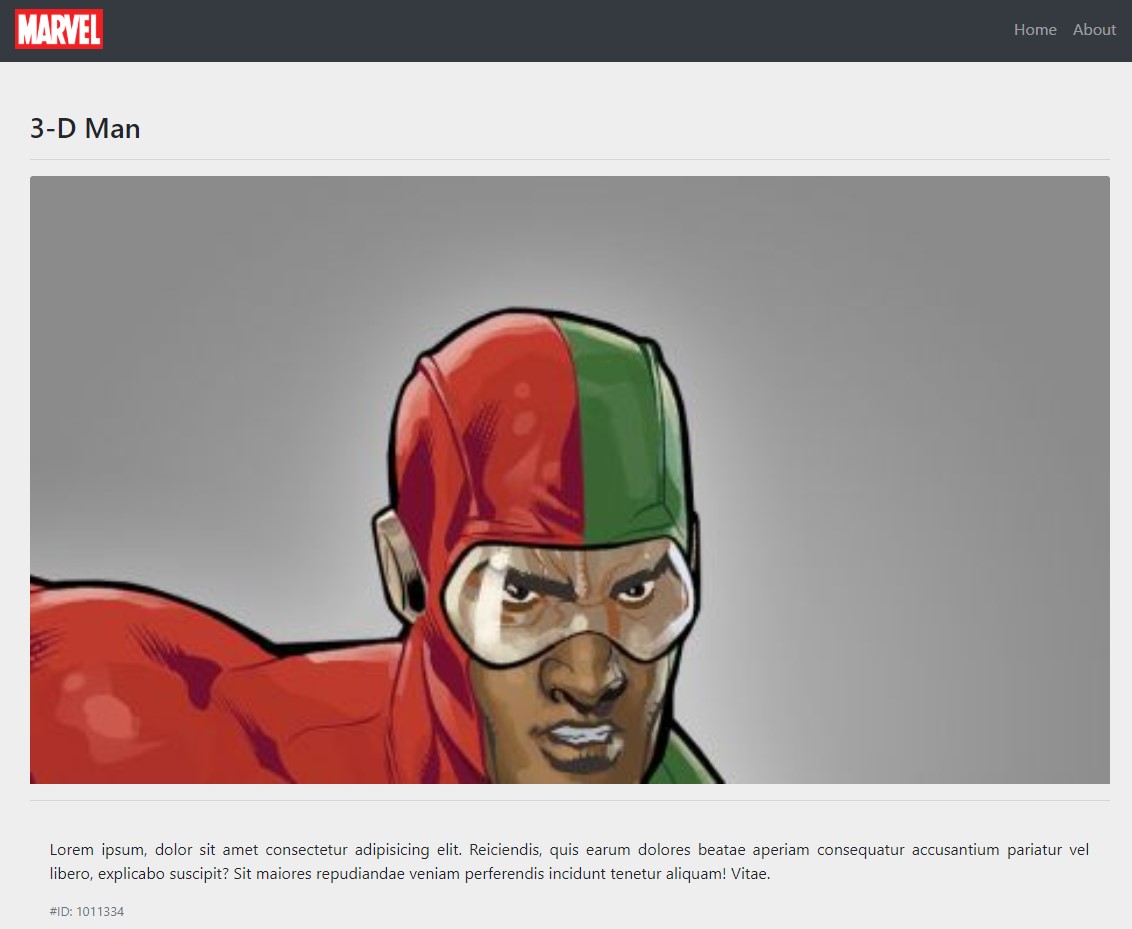 MARVEL
Home About
3-D Man
Lorem ipsum, dolor sit amet consectetur adipisicing elit. Reiciendis, quis earum dolores beatae aperiam consequatur accusantium pariatur vel
libero, explicabo suscipit? Sit maiores repudiandae veniam perferendis incidunt tenetur aliquam! Vitae.
#ID: 1011334